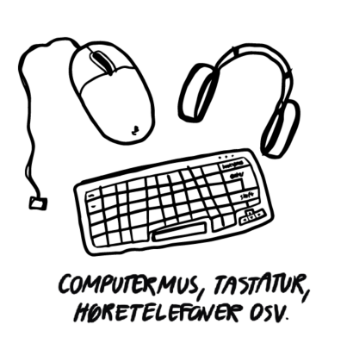 COMPUTERMUS, TASTATUR,
HØRETELEFONER OSV.